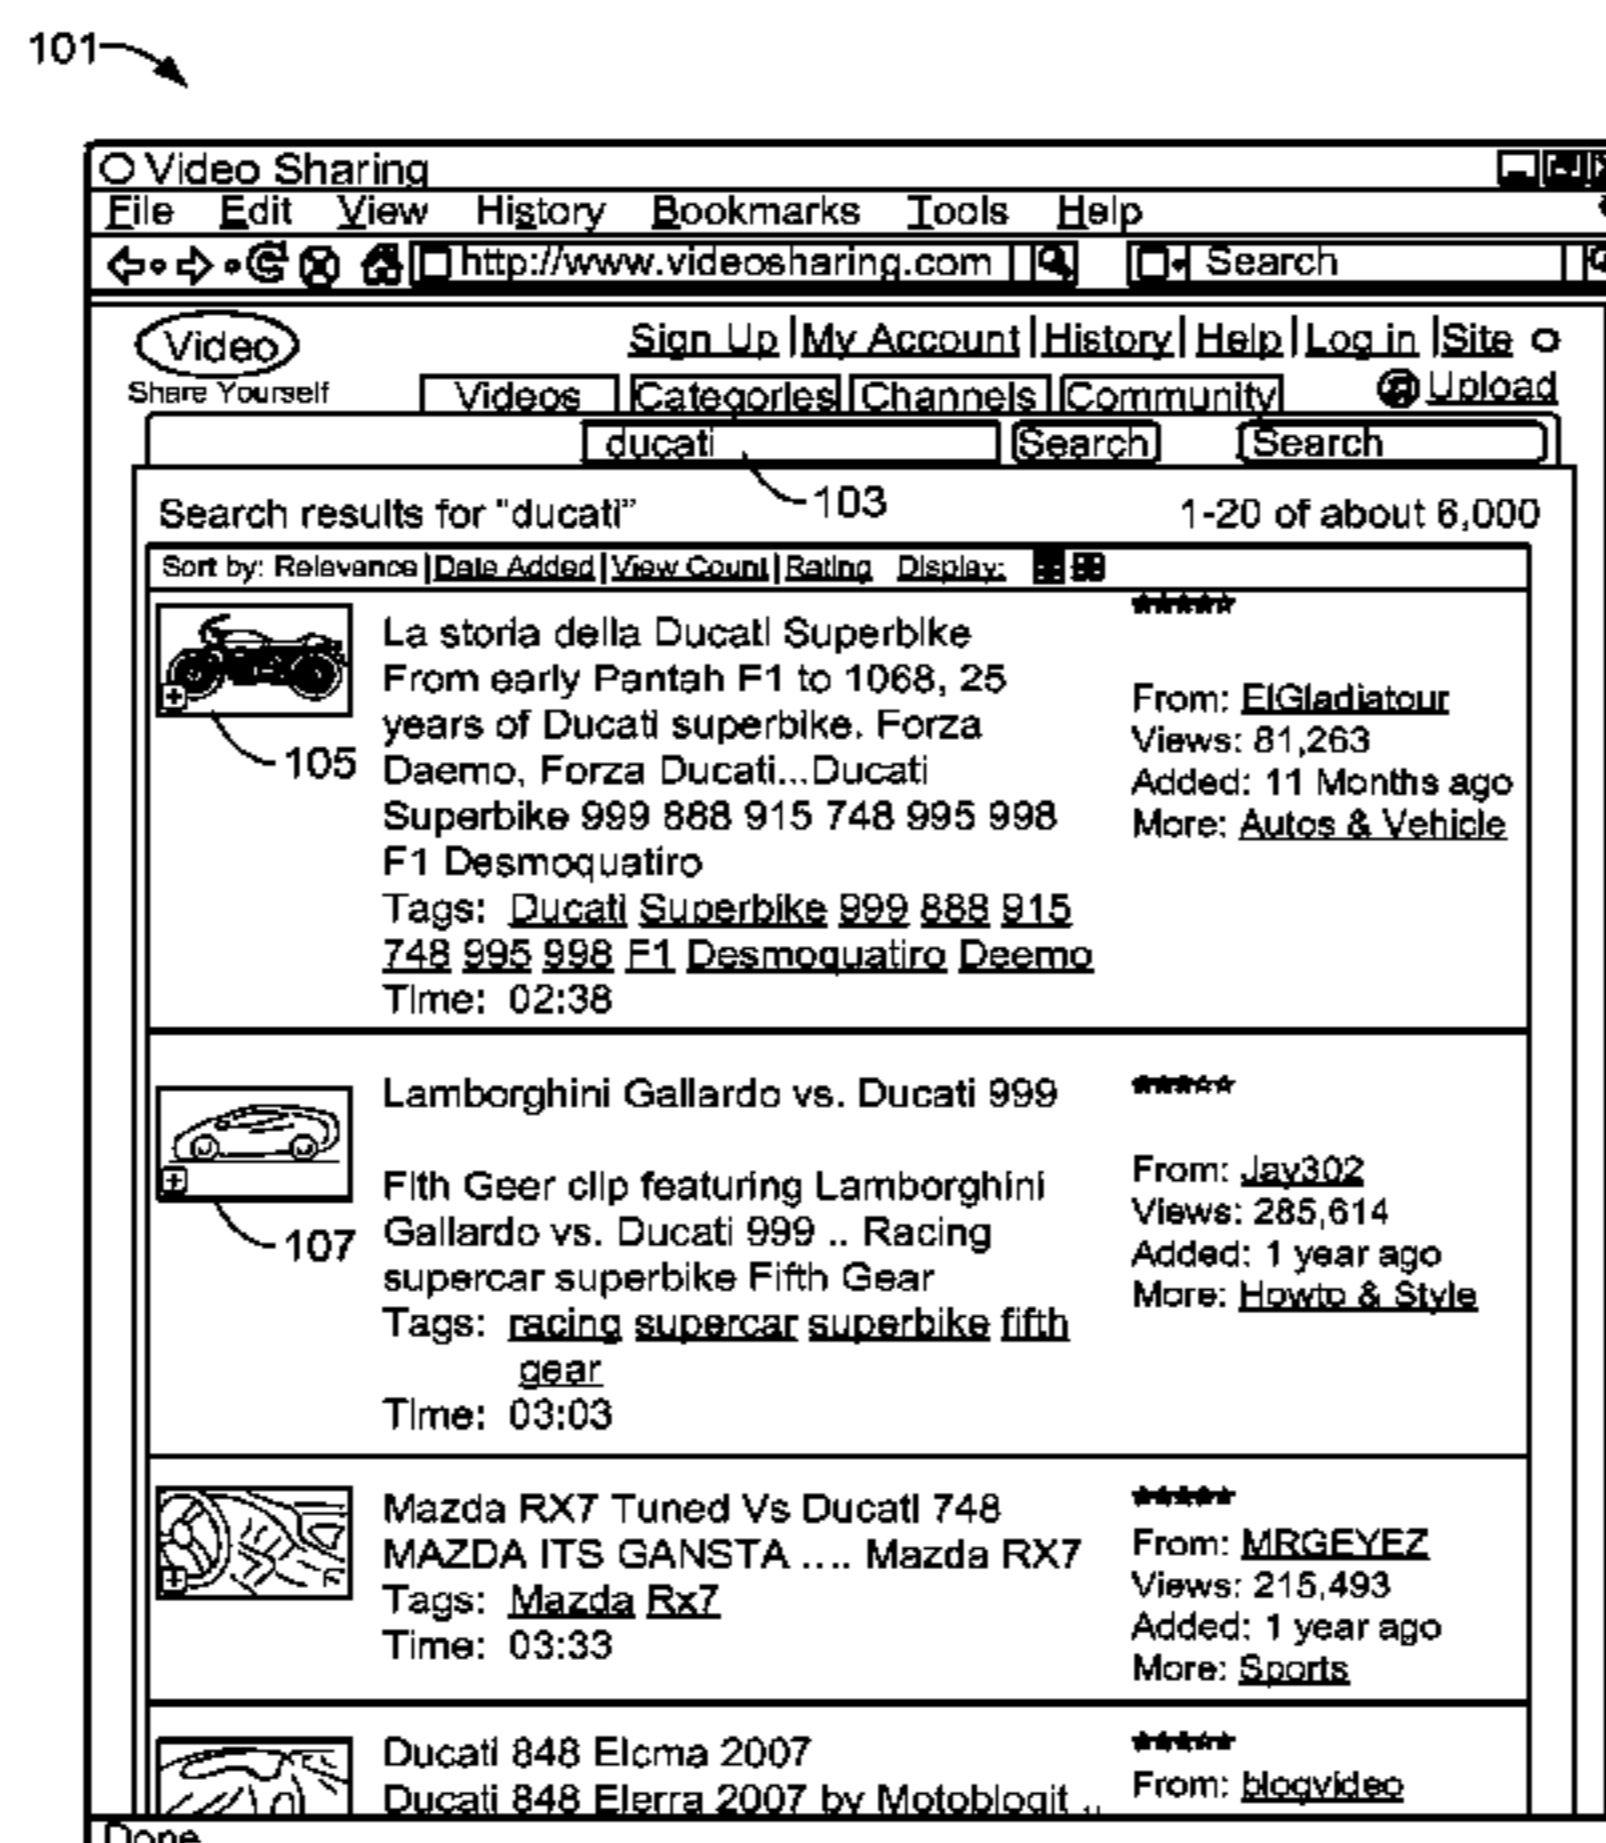 101
Video Sharing
File Edit View History Bookmarks Tools Help
http://www.videosharing.com Search
Video
Share Yourself
Sign Up | My Account | History | Help | Log in | Site
Videos Categories Channels Community Upload
ducati Search Search
103
Search results for "ducati" 1-20 of about 6,000
Sort by: Relevance | Date Added | View Count | Rating Display:
La storia della Ducati Superbike
From early Pantah F1 to 1068, 25
years of Ducati superbike. Forza
Daemo, Forza Ducati...Ducati
Superbike 999 888 915 748 995 998
F1 Desmoquatiro
Tags: Ducati Superbike 999 888 915
748 995 998 F1 Desmoquatiro Deemo
Time: 02:38
From: ElGladiatour
Views: 81,263
Added: 11 Months ago
More: Autos & Vehicle
105
Lamborghini Gallardo vs. Ducati 999
Fith Geer clip featuring Lamborghini
Gallardo vs. Ducati 999 .. Racing
supercar superbike Fifth Gear
Tags: racing supercar superbike fifth
gear
Time: 03:03
From: Jay302
Views: 285,614
Added: 1 year ago
More: Howto & Style
107
Mazda RX7 Tuned Vs Ducati 748
MAZDA ITS GANSTA .... Mazda RX7
Tags: Mazda Rx7
Time: 03:33
From: MRGEYEZ
Views: 215,493
Added: 1 year ago
More: Sports
Ducati 848 Elcma 2007
Ducati 848 Elerra 2007 by Motoblogit ..
From: blogvideo
Done